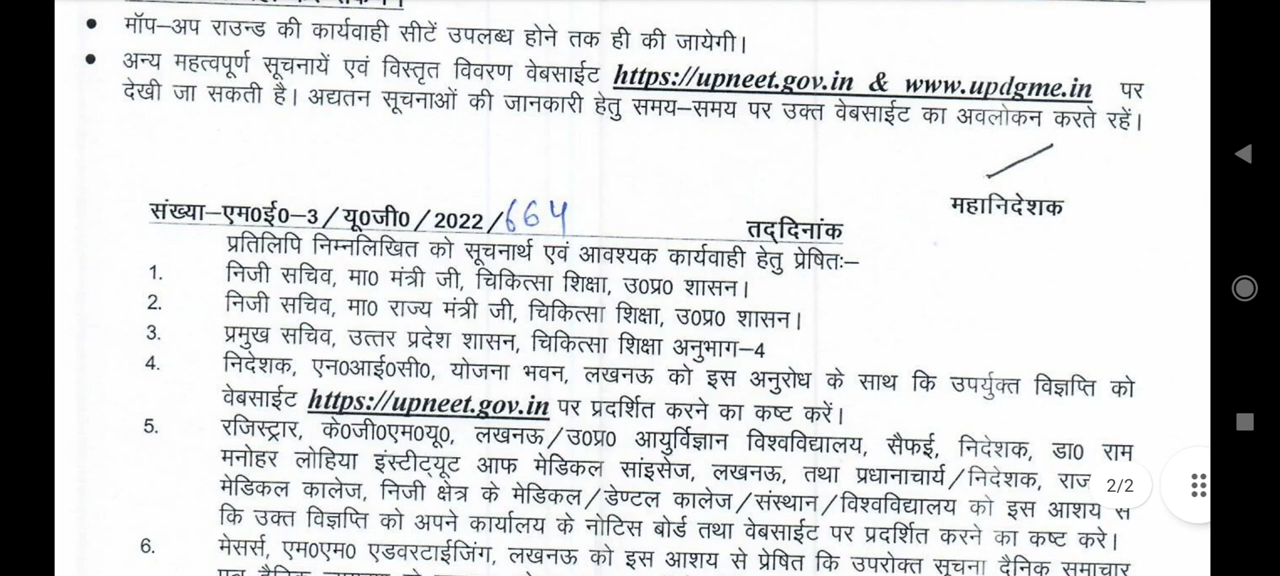 मॉप–अप राउन्ड की कार्यवाही सीटें उपलब्ध होने तक ही की जायेगी।
अन्य महत्वपूर्ण सूचनायें एवं विस्तृत विवरण वेबसाईट https://upneet.gov.in & www.updgme.in पर
देखी जा सकती है। अद्यतन सूचनाओं की जानकारी हेतु समय–समय पर उक्त वेबसाईट का अवलोकन करते रहें।
महानिदेशक
संख्या–एम0ई0–3/यू0जी0/2022/664 तद्दिनांक
प्रतिलिपि निम्नलिखित को सूचनार्थ एवं आवश्यक कार्यवाही हेतु प्रेषितः–
1. निजी सचिव, मा0 मंत्री जी, चिकित्सा शिक्षा, उ0प्र0 शासन।
2. निजी सचिव, मा0 राज्य मंत्री जी, चिकित्सा शिक्षा, उ0प्र0 शासन।
3. प्रमुख सचिव, उत्तर प्रदेश शासन, चिकित्सा शिक्षा अनुभाग–4
4. निदेशक, एन0आई0सी0, योजना भवन, लखनऊ को इस अनुरोध के साथ कि उपर्युक्त विज्ञप्ति को
वेबसाईट https://upneet.gov.in पर प्रदर्शित करने का कष्ट करें।
5. रजिस्ट्रार, के0जी0एम0यू0, लखनऊ/उ0प्र0 आयुर्विज्ञान विश्वविद्यालय, सैफई, निदेशक, डा0 राम
मनोहर लोहिया इंस्टीट्यूट आफ मेडिकल सांइसेज, लखनऊ, तथा प्रधानाचार्य/निदेशक,
मेडिकल कालेज, निजी क्षेत्र के मेडिकल/डेण्टल कालेज/संस्थान/विश्वविद्यालय को इस आशय से
2/2
कि उक्त विज्ञप्ति को अपने कार्यालय के नोटिस बोर्ड तथा वेबसाईट पर प्रदर्शित करने का कष्ट करे।
6. मेसर्स, एम0एम0 एडवरटाईजिंग, लखनऊ को इस आशय से प्रेषित कि उपरोक्त सूचना दैनिक समाचार